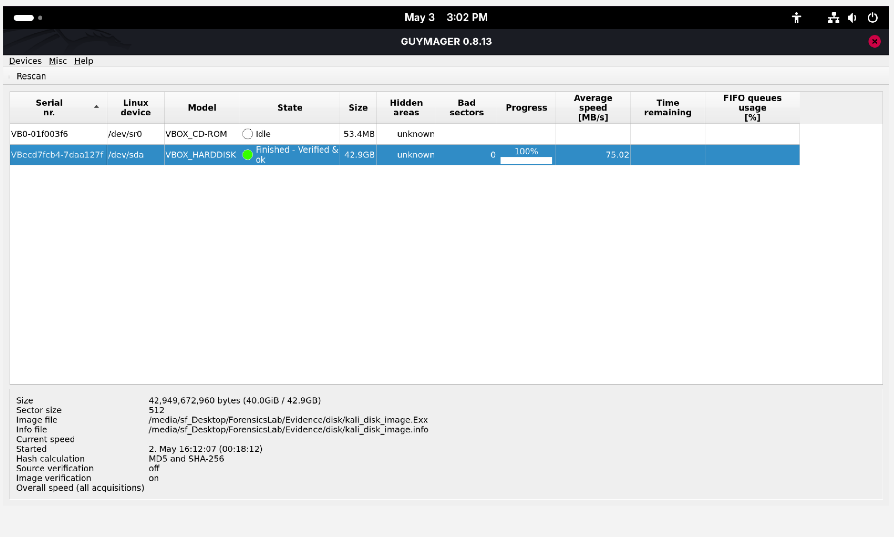 May 3 3:02 PM
GUYMAGER 0.8.13
Devices Misc Help
Rescan
Serial nr. Linux device Model State Size Hidden areas Bad sectors Progress Average speed [MB/s] Time remaining FIFO queues usage [%]
VB0-01f003f6 /dev/sr0 VBOX_CD-ROM Idle 53.4MB unknown
VBecd7fcb4-7daa127f /dev/sda VBOX_HARDDISK Finished - Verified & ok 42.9GB unknown 0 100% 75.02
Size 42,949,672,960 bytes (40.0GiB / 42.9GB)
Sector size 512
Image file /media/sf_Desktop/ForensicsLab/Evidence/disk/kali_disk_image.Exx
Info file /media/sf_Desktop/ForensicsLab/Evidence/disk/kali_disk_image.info
Current speed
Started 2. May 16:12:07 (00:18:12)
Hash calculation MD5 and SHA-256
Source verification off
Image verification on
Overall speed (all acquisitions)